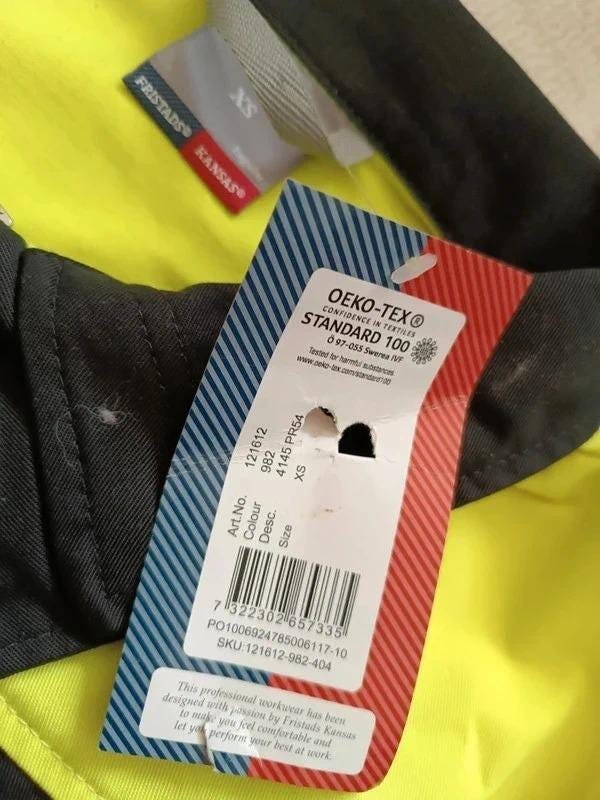 XS
FRISTADS®
KANSAS®
OEKO-TEX®
CONFIDENCE IN TEXTILES
STANDARD 100
Ö 97-055 Swerea IVF
Tested for harmful substances
www.oeko-tex.com/standard100
Art.No. 121612
Colour 982
Desc. 4145 PR54
Size XS
7 322302 657335
PO1006924785006117-10
SKU:121612-982-404
This professional workwear has been
designed with passion by Fristads Kansas
to make you feel comfortable and
let you perform your best at work.